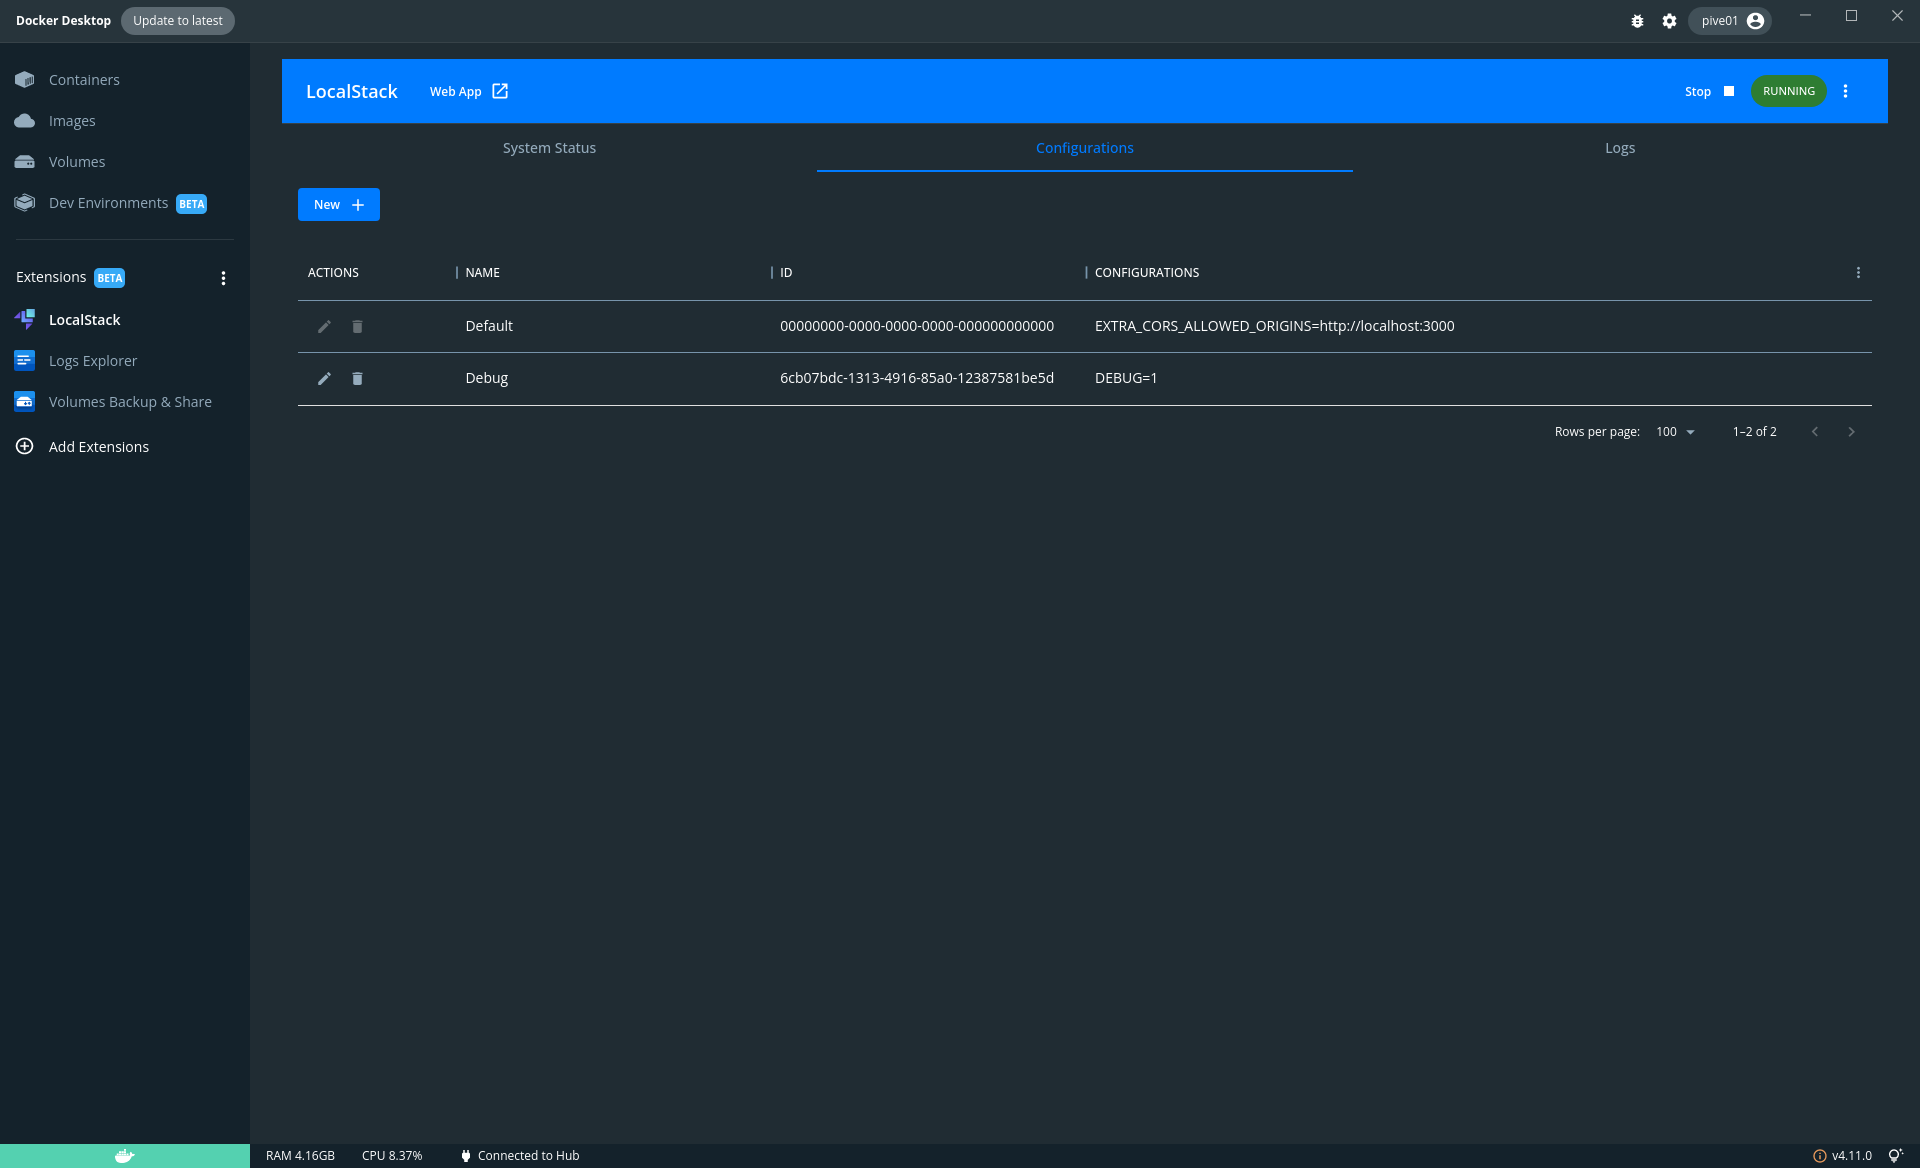 Docker Desktop Update to latest pive01
Containers
Images
Volumes
Dev Environments BETA
Extensions BETA
LocalStack
Logs Explorer
Volumes Backup & Share
Add Extensions
LocalStack Web App Stop RUNNING
System Status Configurations Logs
New
ACTIONS NAME ID CONFIGURATIONS
Default 00000000-0000-0000-0000-000000000000 EXTRA_CORS_ALLOWED_ORIGINS=http://localhost:3000
Debug 6cb07bdc-1313-4916-85a0-12387581be5d DEBUG=1
Rows per page: 100 1–2 of 2
RAM 4.16GB CPU 8.37% Connected to Hub v4.11.0